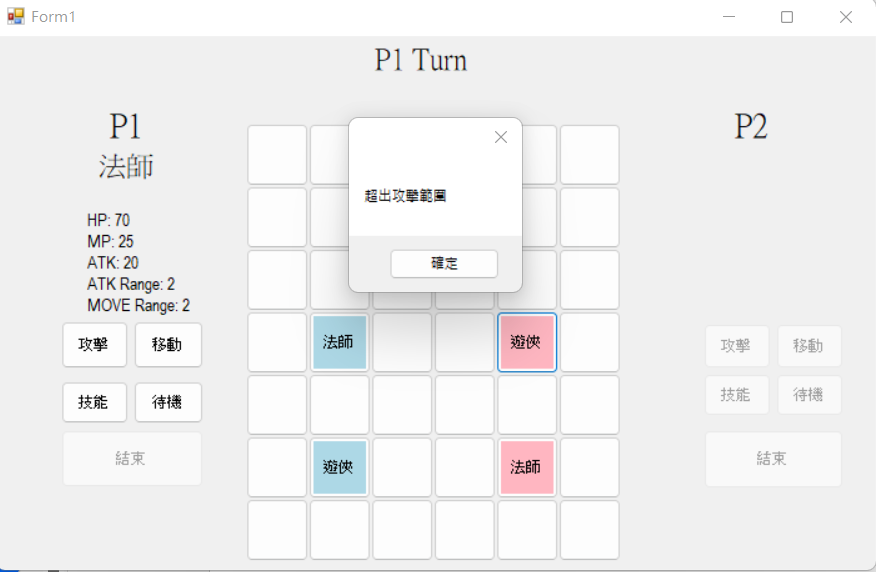 Form1
P1 Turn
P1
法師
HP: 70
MP: 25
ATK: 20
ATK Range: 2
MOVE Range: 2
攻擊 移動
技能 待機
結束
超出攻擊範圍
確定
法師 遊俠
遊俠 法師
P2
攻擊 移動
技能 待機
結束